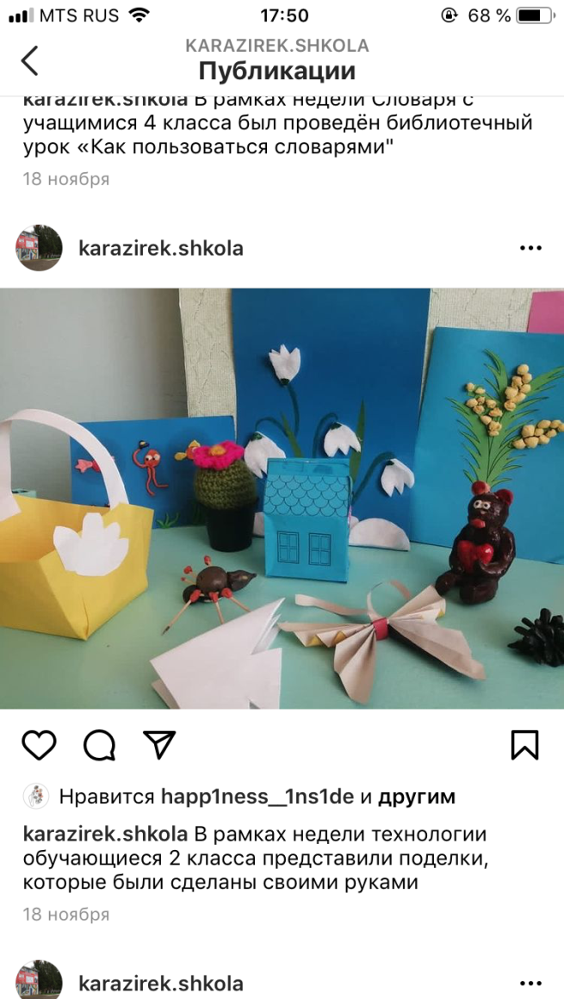 MTS RUS 17:50 68 %
KARAZIREK.SHKOLA
Публикации
karazirek.shkola В рамках недели Словаря с
учащимися 4 класса был проведён библиотечный
урок «Как пользоваться словарями"
18 ноября
karazirek.shkola
Нравится happ1ness__1ns1de и другим
karazirek.shkola В рамках недели технологии
обучающиеся 2 класса представили поделки,
которые были сделаны своими руками
18 ноября
karazirek.shkola